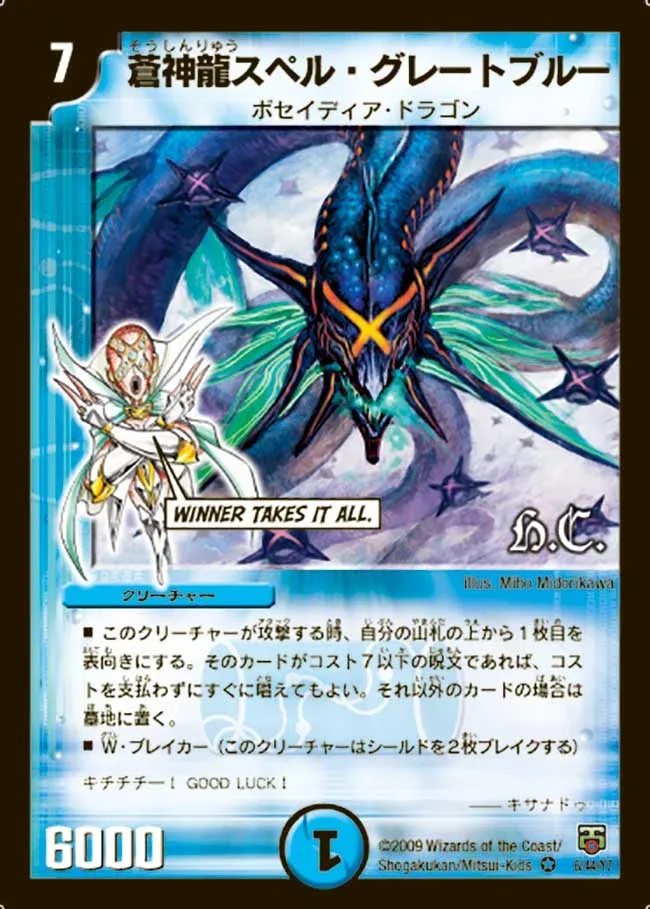 7
そうしんりゅう
蒼神龍スペル・グレートブルー
ポセイディア・ドラゴン
WINNER TAKES IT ALL.
H.C.
illus. Miho Midorikawa
クリーチャー
■ このクリーチャーが攻撃する時、自分の山札の上から1枚目を
表向きにする。そのカードがコスト7以下の呪文であれば、コス
トを支払わずにすぐに唱えてもよい。それ以外のカードの場合は
墓地に置く。
■ W・ブレイカー(このクリーチャーはシールドを2枚ブレイクする)
キチチチー! GOOD LUCK!
—— キサナドゥ
6000
1
©2009 Wizards of the Coast/
Shogakukan/Mitsui-Kids